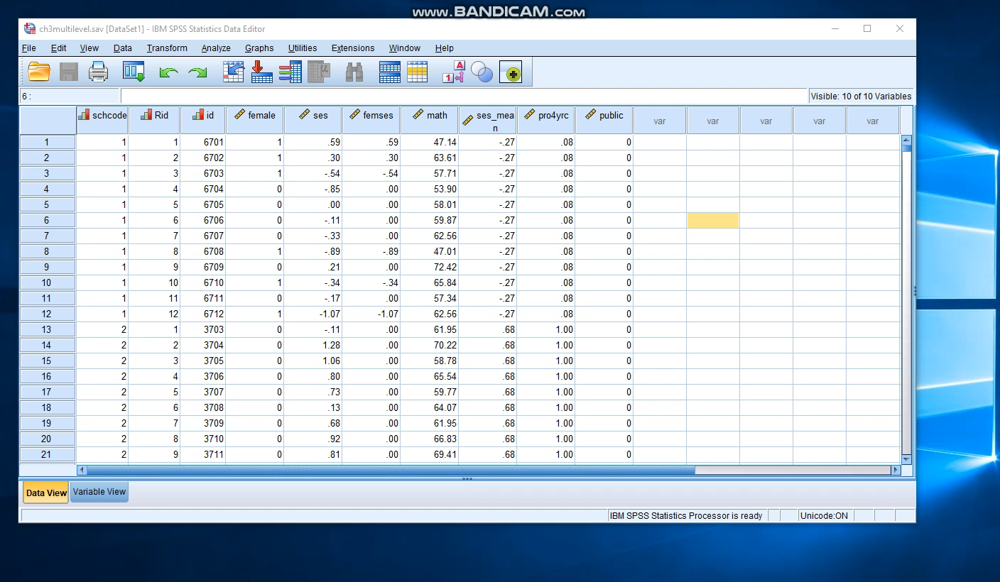 www.BANDICAM.com
ch3multilevel.sav [DataSet1] - IBM SPSS Statistics Data Editor
File Edit View Data Transform Analyze Graphs Utilities Extensions Window Help
6 :
Visible: 10 of 10 Variables
schcode Rid id female ses femses math ses_mea
n pro4yrc public var var var var var
1 1 1 6701 1 .59 .59 47.14 -.27 .08 0
2 1 2 6702 1 .30 .30 63.61 -.27 .08 0
3 1 3 6703 1 -.54 -.54 57.71 -.27 .08 0
4 1 4 6704 0 -.85 .00 53.90 -.27 .08 0
5 1 5 6705 0 .00 .00 58.01 -.27 .08 0
6 1 6 6706 0 -.11 .00 59.87 -.27 .08 0
7 1 7 6707 0 -.33 .00 62.56 -.27 .08 0
8 1 8 6708 1 -.89 -.89 47.01 -.27 .08 0
9 1 9 6709 0 .21 .00 72.42 -.27 .08 0
10 1 10 6710 1 -.34 -.34 65.84 -.27 .08 0
11 1 11 6711 0 -.17 .00 57.34 -.27 .08 0
12 1 12 6712 1 -1.07 -1.07 62.56 -.27 .08 0
13 2 1 3703 0 -.11 .00 61.95 .68 1.00 0
14 2 2 3704 0 1.28 .00 70.22 .68 1.00 0
15 2 3 3705 0 1.06 .00 58.78 .68 1.00 0
16 2 4 3706 0 .80 .00 65.54 .68 1.00 0
17 2 5 3707 0 .73 .00 59.77 .68 1.00 0
18 2 6 3708 0 .13 .00 64.07 .68 1.00 0
19 2 7 3709 0 .68 .00 61.95 .68 1.00 0
20 2 8 3710 0 .92 .00 66.83 .68 1.00 0
21 2 9 3711 0 .81 .00 69.41 .68 1.00 0
Data View Variable View
IBM SPSS Statistics Processor is ready Unicode:ON